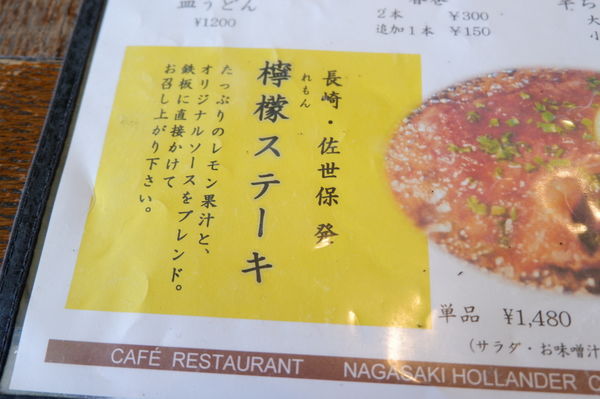 皿うどん
¥1200
春巻
2本 ¥300
追加1本 ¥150
長崎・佐世保 発
檸檬ステーキ
れもん
たっぷりのレモン果汁と、
オリジナルソースをブレンド。
鉄板に直接かけて
お召し上がり下さい。
単品 ¥1,480
(サラダ・お味噌汁
CAFÉ RESTAURANT NAGASAKI HOLLANDER C